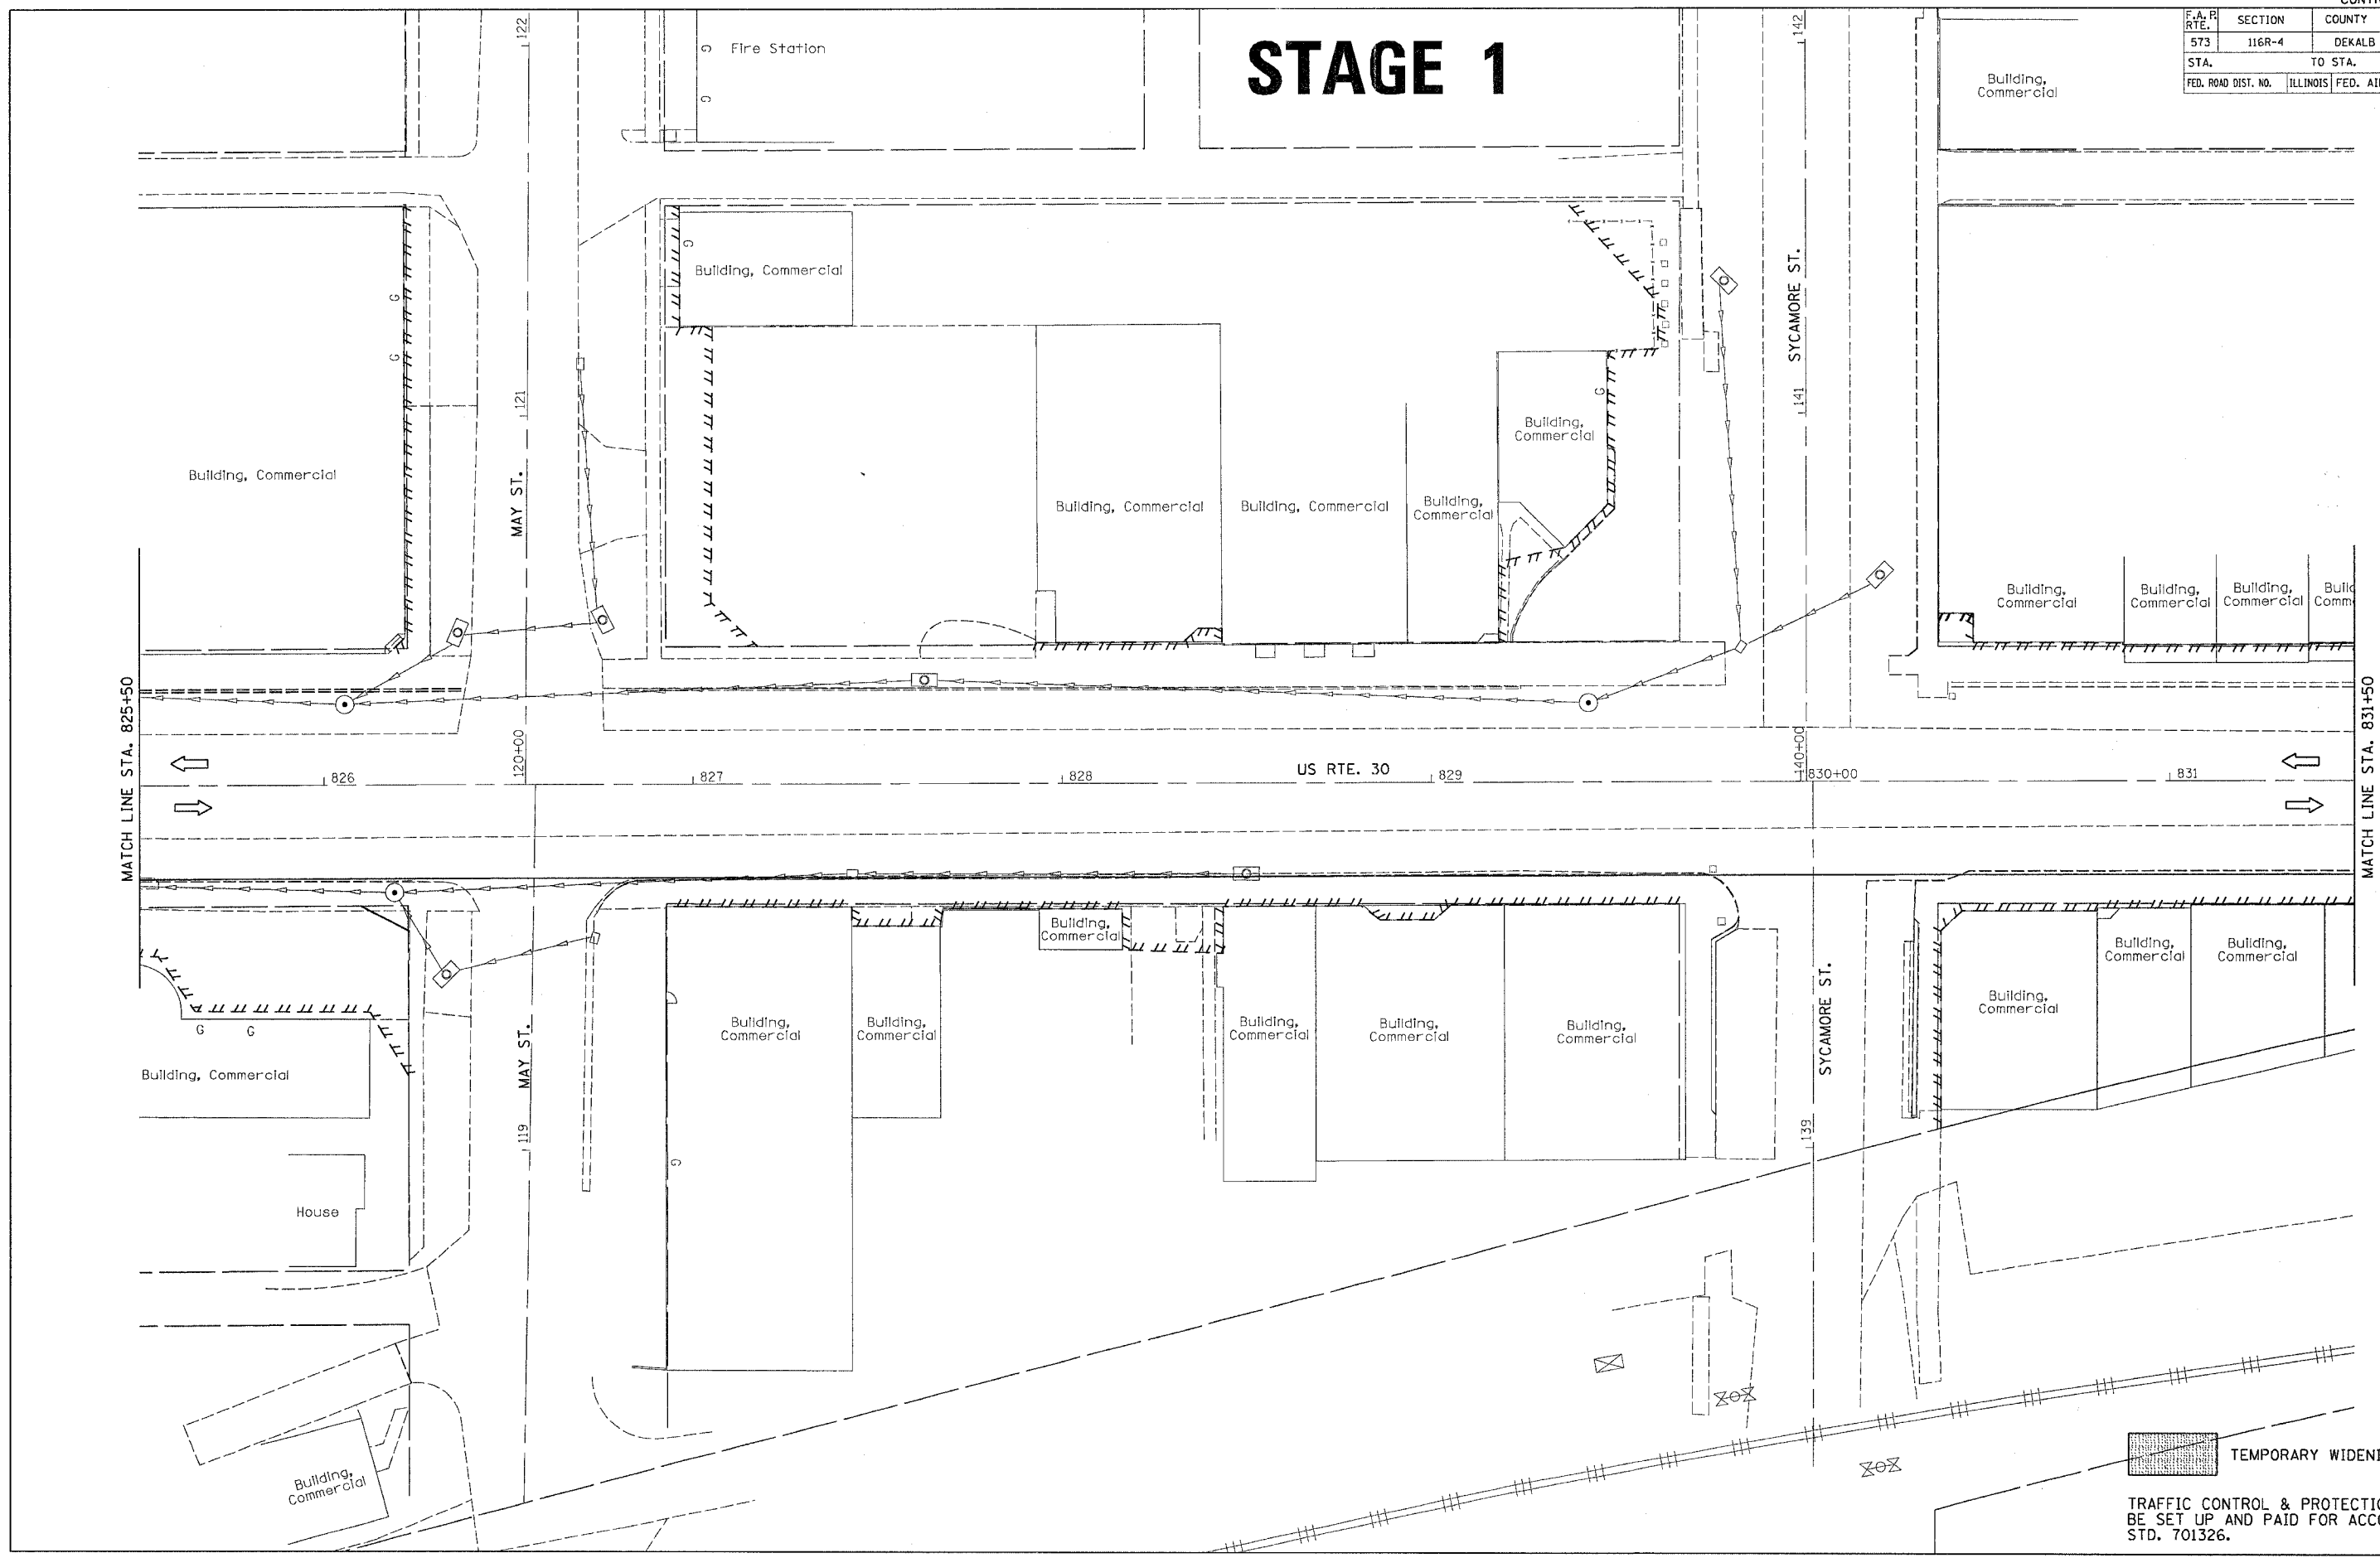 STAGE 1
F.A.P. RTE.
SECTION
COUNTY
573
116R-4
DEKALB
STA.
TO STA.
FED. ROAD DIST. NO.
ILLINOIS
FED.
122
G
Fire Station
G
142
Building,
Commercial
G
Building, Commercial
SYCAMORE ST.
G
G
121
141
G
Building,
Commercial
Building, Commercial
MAY ST.
Building, Commercial
Building, Commercial
Building,
Commercial
Building,
Commercial
Building,
Commercial
Building,
Commercial
MATCH LINE STA. 825+50
MATCH LINE STA. 831+50
120+00
140+00
826
827
828
US RTE. 30
829
830+00
831
Building,
Commercial
Building,
Commercial
Building,
Commercial
Building,
Commercial
SYCAMORE ST.
G
G
MAY ST.
Building,
Commercial
Building,
Commercial
Building,
Commercial
Building,
Commercial
Building,
Commercial
Building, Commercial
119
139
G
House
Building,
Commercial
TEMPORARY
TRAFFIC CONTROL &
BE SET UP AND PAID FOR
STD. 701326.